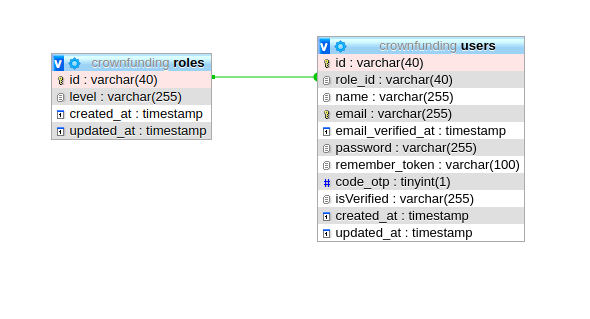 crownfunding roles
id : varchar(40)
level : varchar(255)
created_at : timestamp
updated_at : timestamp
crownfunding users
id : varchar(40)
role_id : varchar(40)
name : varchar(255)
email : varchar(255)
email_verified_at : timestamp
password : varchar(255)
remember_token : varchar(100)
# code_otp : tinyint(1)
isVerified : varchar(255)
created_at : timestamp
updated_at : timestamp